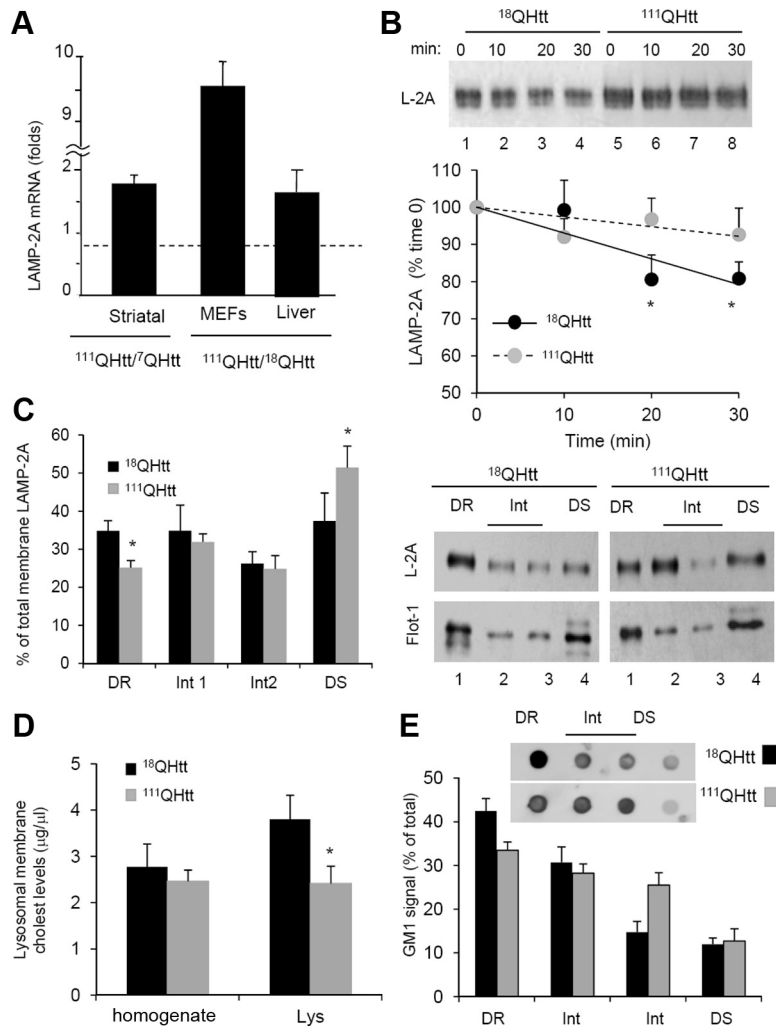 A
LAMP-2A mRNA (folds)
10
9
2
1
0
Striatal MEFs Liver
111QHtt/7QHtt 111QHtt/18QHtt
B
18QHtt 111QHtt
min: 0 10 20 30 0 10 20 30
L-2A
1 2 3 4 5 6 7 8
LAMP-2A (% time 0)
100
90
80
70
60
50
* *
18QHtt
111QHtt
0 10 20 30
Time (min)
C
% of total membrane LAMP-2A
60
50
40
30
20
10
0
18QHtt
111QHtt
* *
DR Int 1 Int2 DS
18QHtt 111QHtt
DR Int DS DR Int DS
L-2A
Flot-1
1 2 3 4 1 2 3 4
D
Lysosomal membrane
cholest levels (µg/µl)
5
4
3
2
1
0
18QHtt
111QHtt
*
homogenate Lys
E
DR Int DS
18QHtt
111QHtt
GM1 signal (% of total)
50
40
30
20
10
0
DR Int Int DS